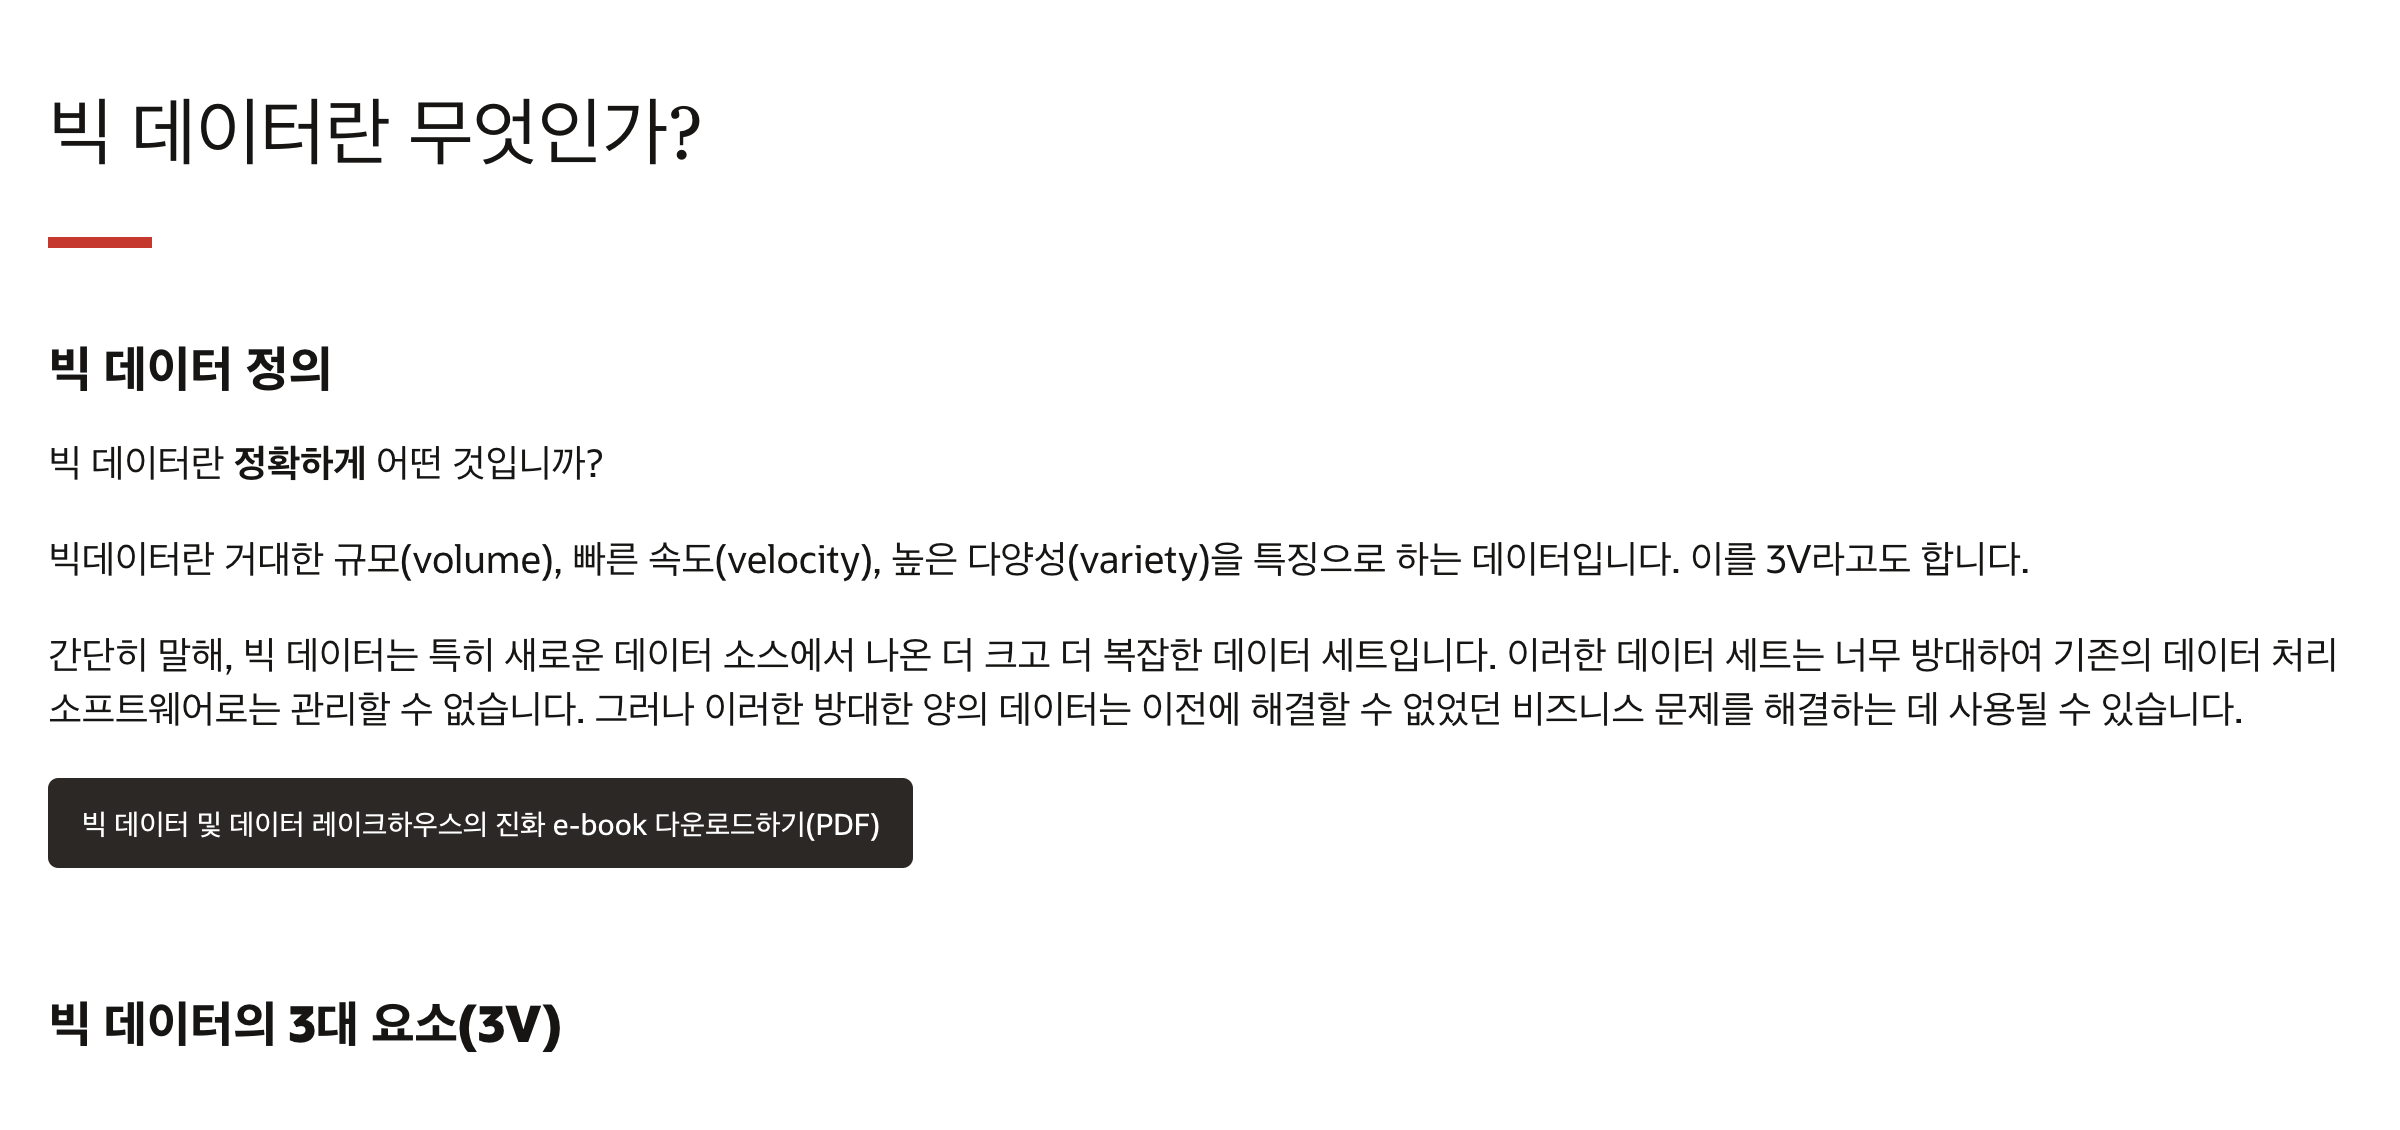 빅 데이터란 무엇인가?
빅 데이터 정의
빅 데이터란 정확하게 어떤 것입니까?
빅데이터란 거대한 규모(volume), 빠른 속도(velocity), 높은 다양성(variety)을 특징으로 하는 데이터입니다. 이를 3V라고도 합니다.
간단히 말해, 빅 데이터는 특히 새로운 데이터 소스에서 나온 더 크고 더 복잡한 데이터 세트입니다. 이러한 데이터 세트는 너무 방대하여 기존의 데이터 처리
소프트웨어로는 관리할 수 없습니다. 그러나 이러한 방대한 양의 데이터는 이전에 해결할 수 없었던 비즈니스 문제를 해결하는 데 사용될 수 있습니다.
빅 데이터 및 데이터 레이크하우스의 진화 e-book 다운로드하기(PDF)
빅 데이터의 3대 요소(3V)